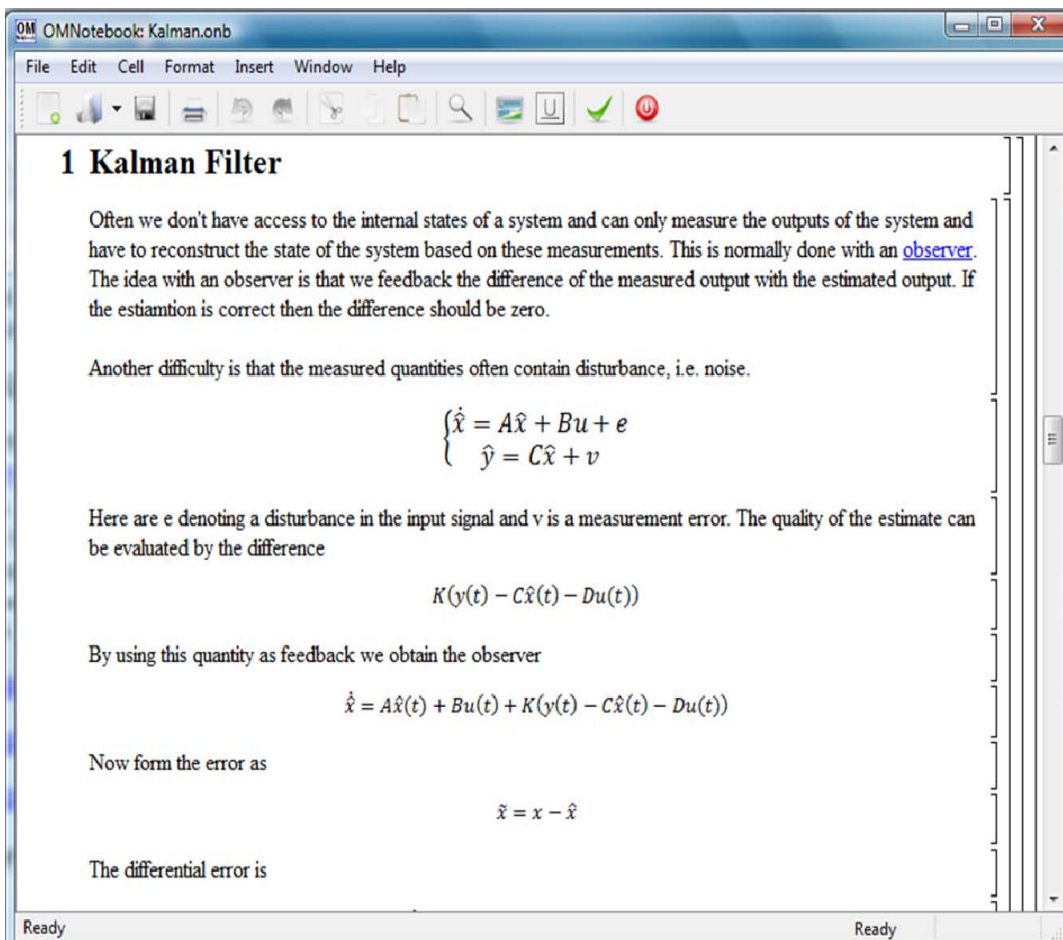 OMNotebook: Kalman.onb
File Edit Cell Format Insert Window Help
1 Kalman Filter
Often we don't have access to the internal states of a system and can only measure the outputs of the system and
have to reconstruct the state of the system based on these measurements. This is normally done with an observer.
The idea with an observer is that we feedback the difference of the measured output with the estimated output. If
the estiamtion is correct then the difference should be zero.
Another difficulty is that the measured quantities often contain disturbance, i.e. noise.
{ẋ̂ = Ax̂ + Bu + e
ŷ = Cx̂ + v
Here are e denoting a disturbance in the input signal and v is a measurement error. The quality of the estimate can
be evaluated by the difference
K(y(t) − Cx̂(t) − Du(t))
By using this quantity as feedback we obtain the observer
ẋ̂ = Ax̂(t) + Bu(t) + K(y(t) − Cx̂(t) − Du(t))
Now form the error as
x̃ = x − x̂
The differential error is
Ready Ready